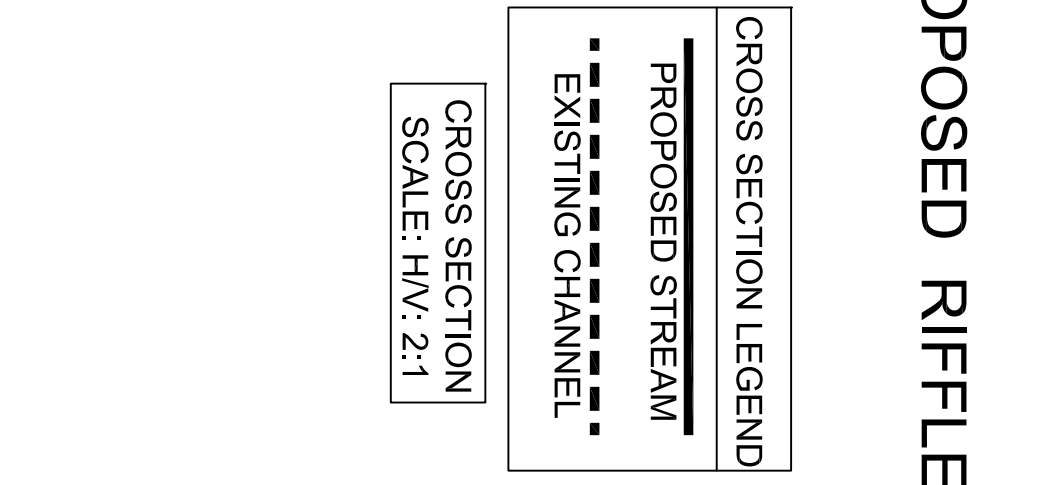 OPOSED RIFFLE
CROSS SECTION LEGEND
PROPOSED STREAM
EXISTING CHANNEL
CROSS SECTION
SCALE: H/V: 2:1